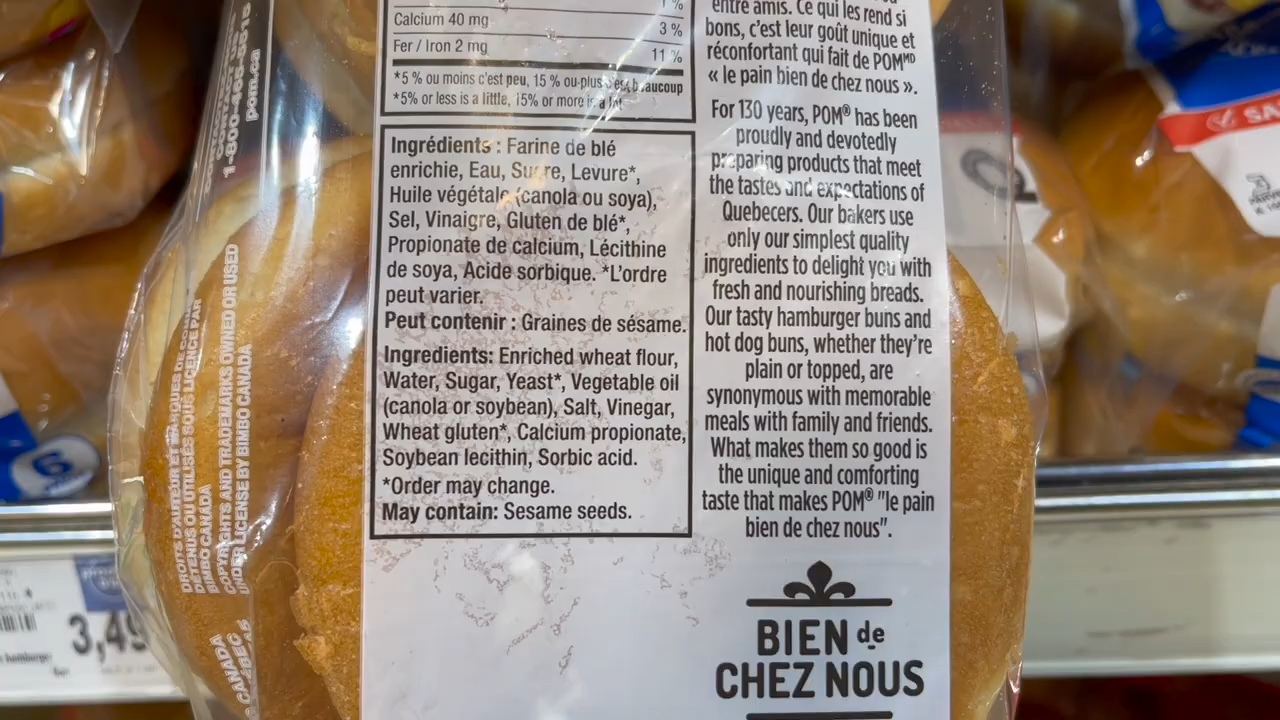 Calcium 40 mg 3 %
Fer / Iron 2 mg 11 %
*5 % ou moins c'est peu, 15 % ou plus c'est beaucoup
*5% or less is a little, 15% or more is a lot
Ingrédients : Farine de blé
enrichie, Eau, Sucre, Levure*,
Huile végétale (canola ou soya),
Sel, Vinaigre, Gluten de blé*,
Propionate de calcium, Lécithine
de soya, Acide sorbique. *L'ordre
peut varier.
Peut contenir : Graines de sésame.
Ingredients: Enriched wheat flour,
Water, Sugar, Yeast*, Vegetable oil
(canola or soybean), Salt, Vinegar,
Wheat gluten*, Calcium propionate,
Soybean lecithin, Sorbic acid.
*Order may change.
May contain: Sesame seeds.
entre amis. Ce qui les rend si
bons, c'est leur goût unique et
réconfortant qui fait de POM MD
« le pain bien de chez nous ».
For 130 years, POM® has been
proudly and devotedly
preparing products that meet
the tastes and expectations of
Quebecers. Our bakers use
only our simplest quality
ingredients to delight you with
fresh and nourishing breads.
Our tasty hamburger buns and
hot dog buns, whether they're
plain or topped, are
synonymous with memorable
meals with family and friends.
What makes them so good is
the unique and comforting
taste that makes POM® "le pain
bien de chez nous".
BIEN de
CHEZ NOUS
pom.ca
DROITS D'AUTEUR ET MARQUES DE COM
DÉTENUS OU UTILISÉS SOUS LICENCE PAR
BIMBO CANADA
COPYRIGHTS AND TRADEMARKS OWNED OR USED
UNDER LICENSE BY BIMBO CANADA
CANADA
3,49
6
SA